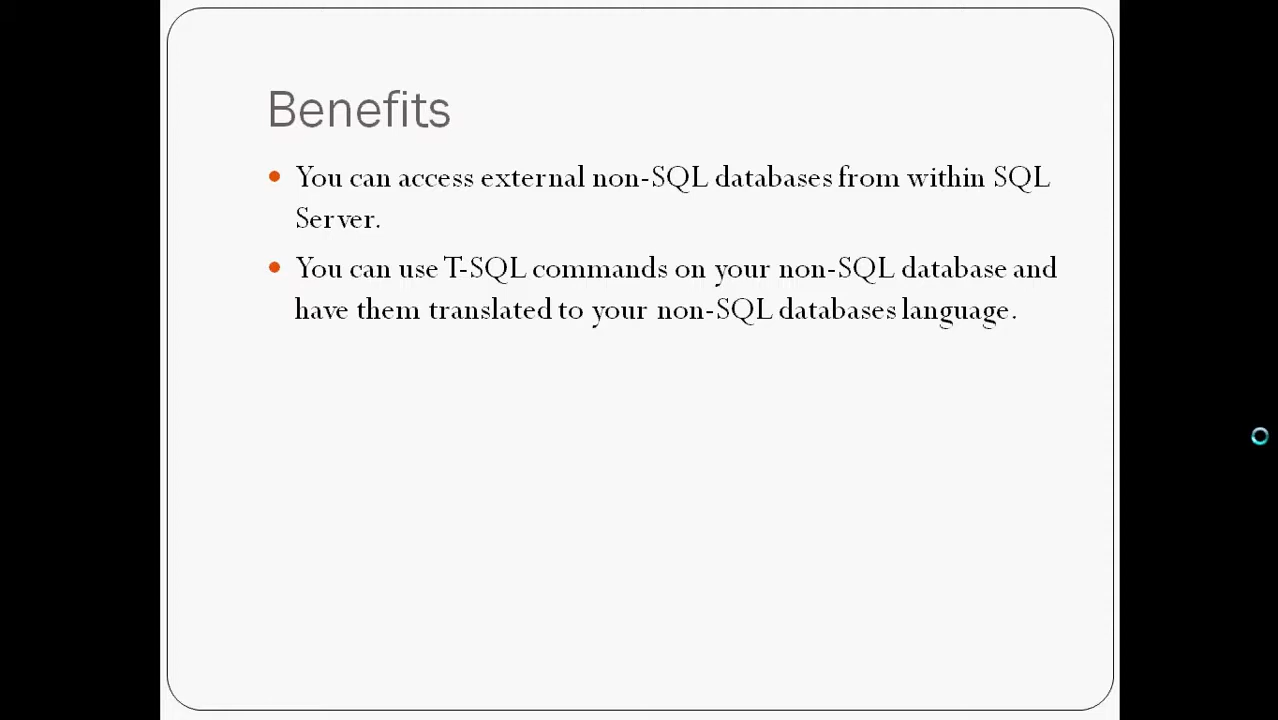 Benefits
You can access external non-SQL databases from within SQL
Server.
You can use T-SQL commands on your non-SQL database and
have them translated to your non-SQL databases language.